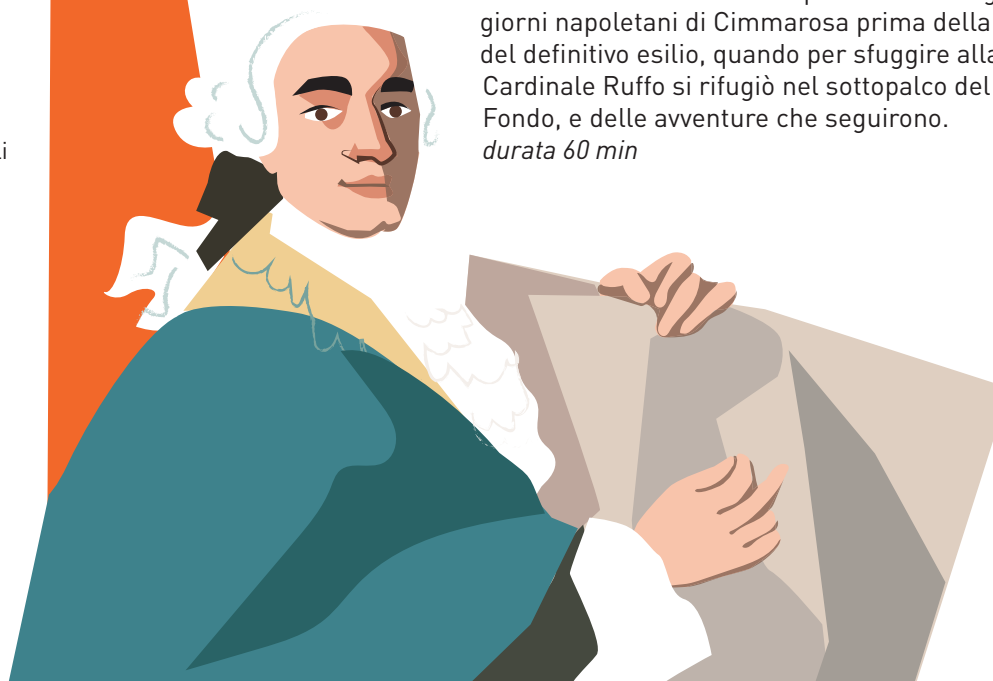 giorni napoletani di Cimmarosa prima della
del definitivo esilio, quando per sfuggire alla
Cardinale Ruffo si rifugiò nel sottopalco del
Fondo, e delle avventure che seguirono.
durata 60 min